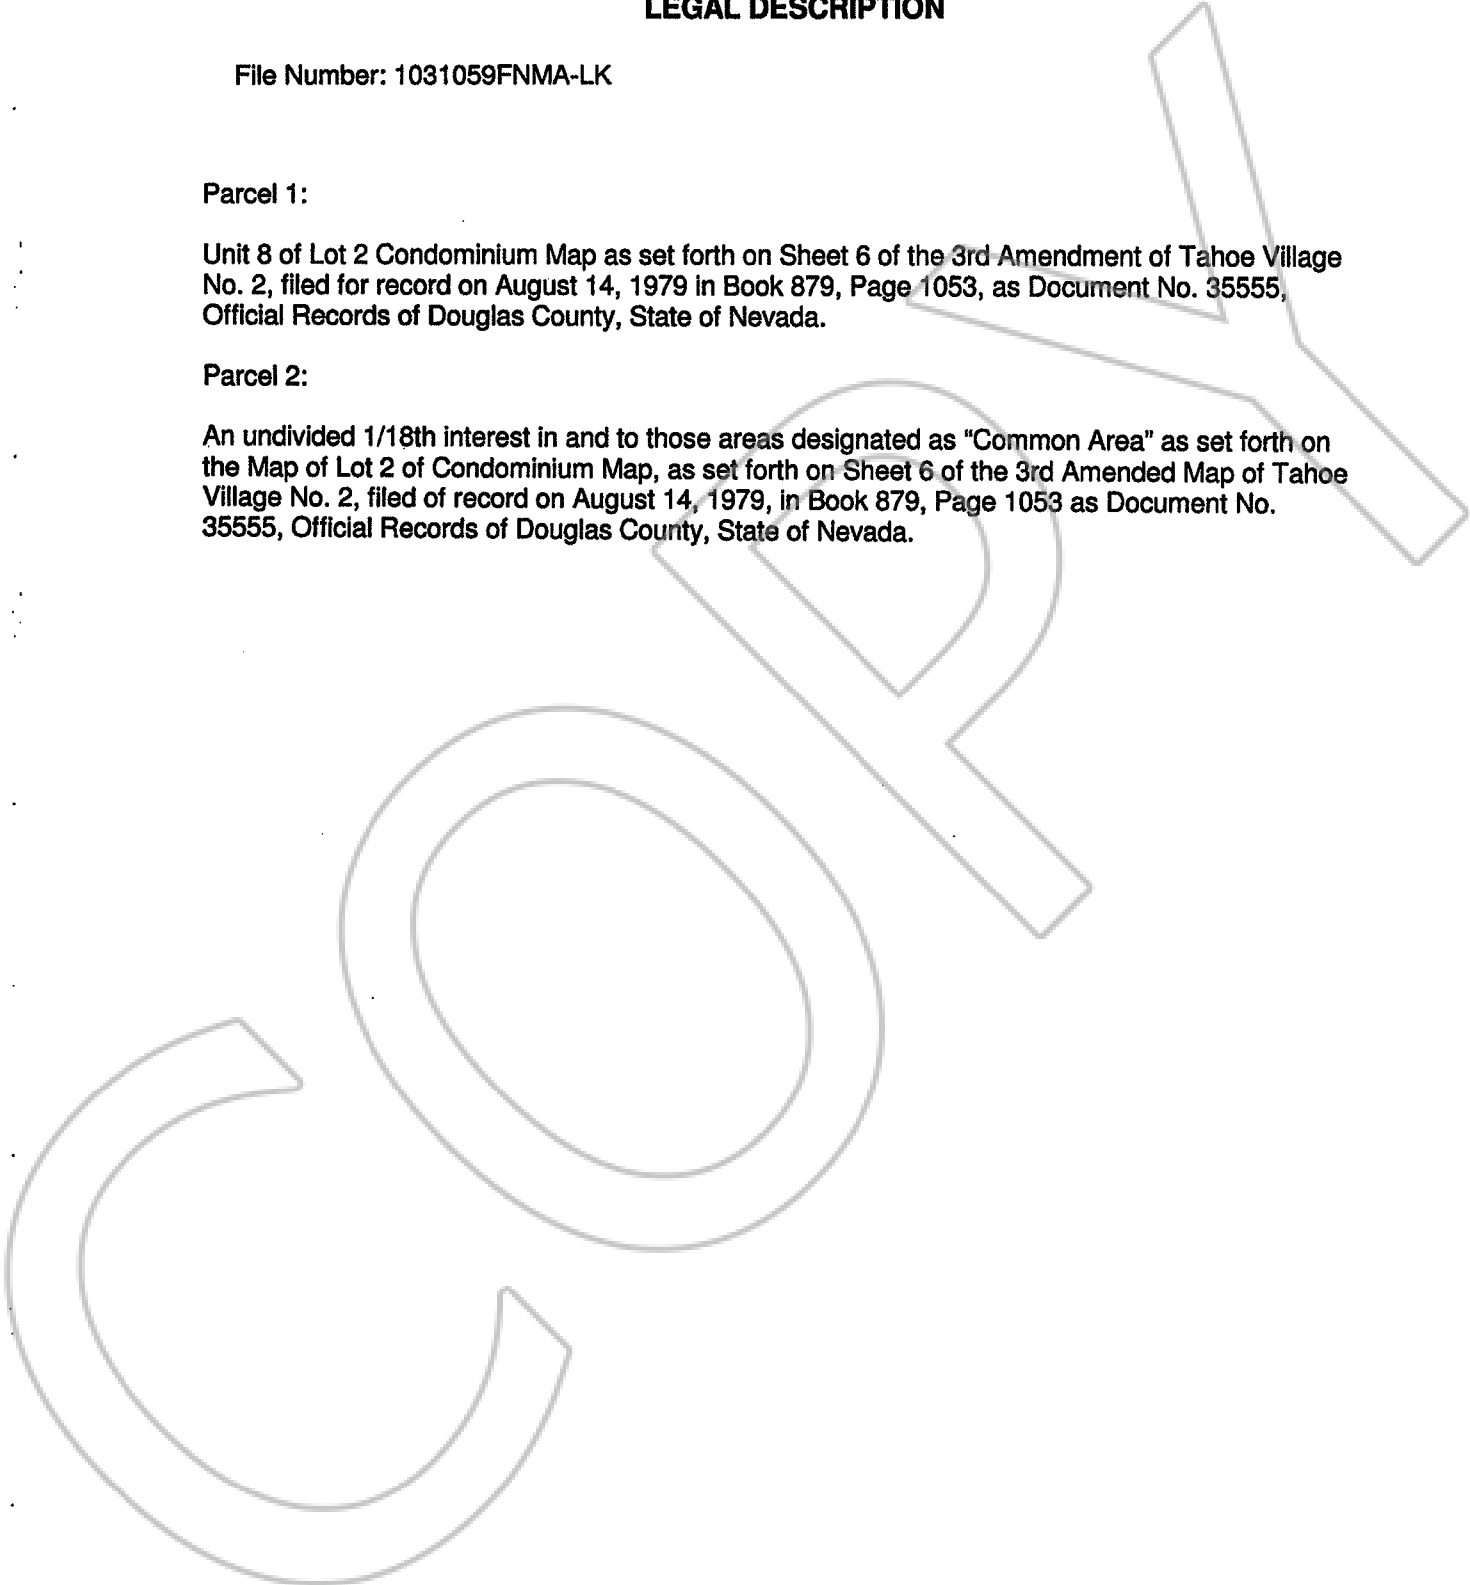 LEGAL DESCRIPTION
File Number: 1031059FNMA-LK
Parcel 1:
Unit 8 of Lot 2 Condominium Map as set forth on Sheet 6 of the 3rd Amendment of Tahoe Village
No. 2, filed for record on August 14, 1979 in Book 879, Page 1053, as Document No. 35555,
Official Records of Douglas County, State of Nevada.
Parcel 2:
An undivided 1/18th interest in and to those areas designated as "Common Area" as set forth on
the Map of Lot 2 of Condominium Map, as set forth on Sheet 6 of the 3rd Amended Map of Tahoe
Village No. 2, filed of record on August 14, 1979, in Book 879, Page 1053 as Document No.
35555, Official Records of Douglas County, State of Nevada.
COPY